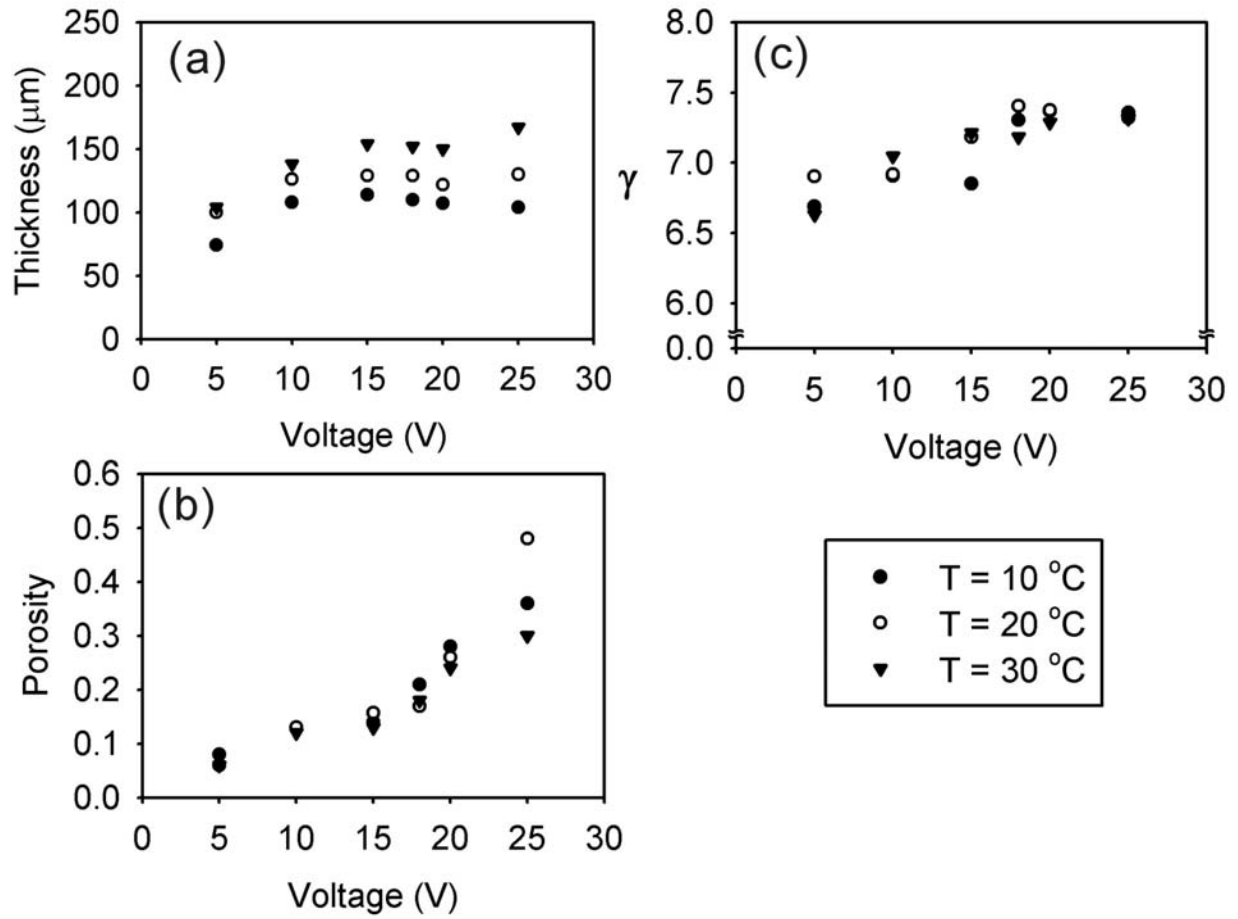 (a)
Thickness (μm)
250
200
150
100
50
0
0 5 10 15 20 25 30
Voltage (V)
(c)
γ
8.0
7.5
7.0
6.5
6.0
0.0
0 5 10 15 20 25 30
Voltage (V)
(b)
Porosity
0.6
0.5
0.4
0.3
0.2
0.1
0.0
0 5 10 15 20 25 30
Voltage (V)
T = 10 °C
T = 20 °C
T = 30 °C